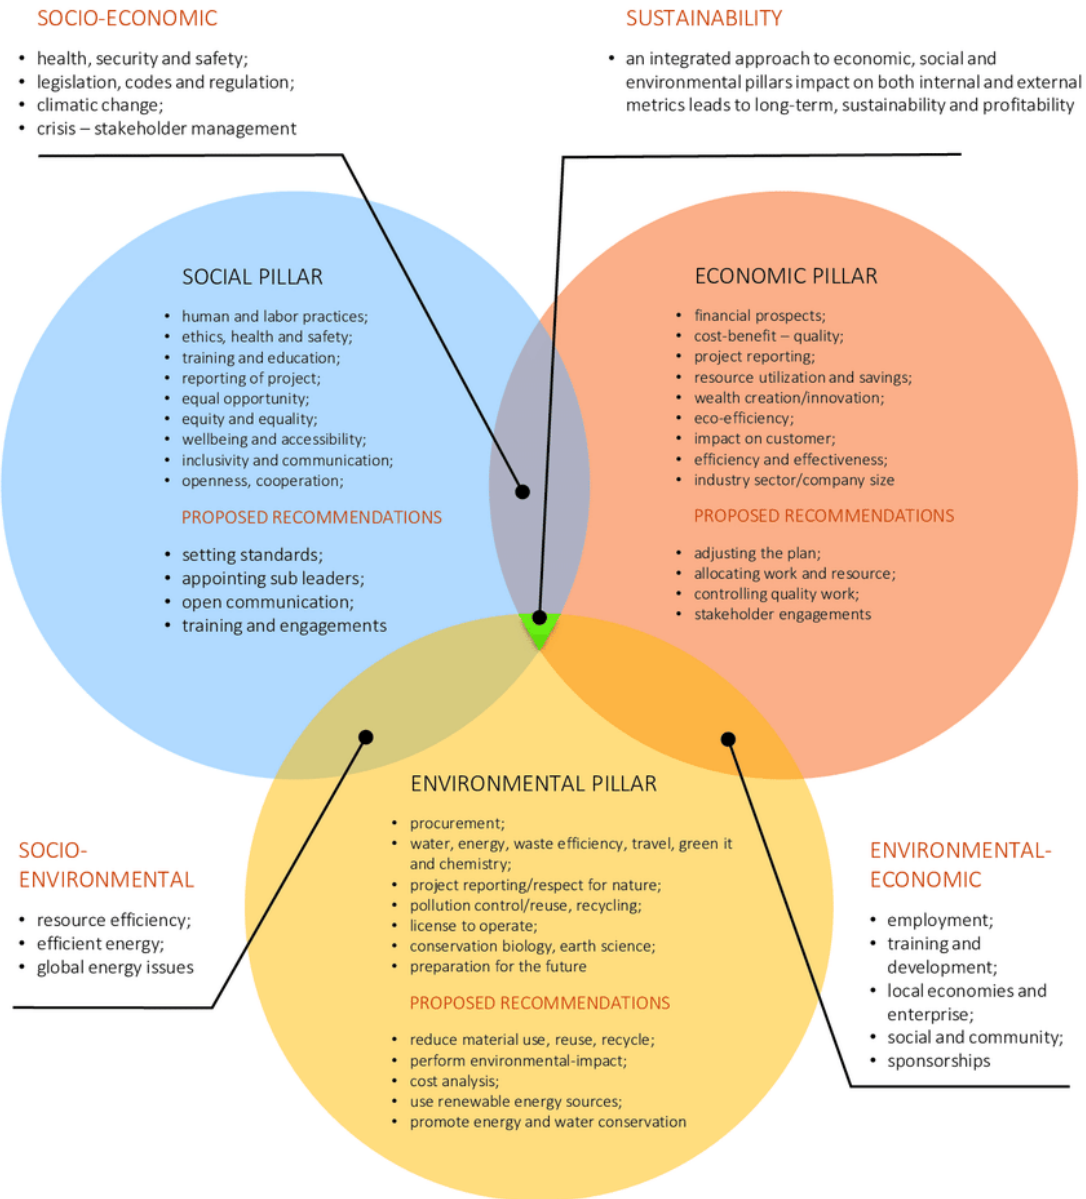 SOCIO-ECONOMIC
• health, security and safety;
• legislation, codes and regulation;
• climatic change;
• crisis – stakeholder management
SUSTAINABILITY
• an integrated approach to economic, social and
environmental pillars impact on both internal and external
metrics leads to long-term, sustainability and profitability
SOCIAL PILLAR
• human and labor practices;
• ethics, health and safety;
• training and education;
• reporting of project;
• equal opportunity;
• equity and equality;
• wellbeing and accessibility;
• inclusivity and communication;
• openness, cooperation;
PROPOSED RECOMMENDATIONS
• setting standards;
• appointing sub leaders;
• open communication;
• training and engagements
ECONOMIC PILLAR
• financial prospects;
• cost-benefit – quality;
• project reporting;
• resource utilization and savings;
• wealth creation/innovation;
• eco-efficiency;
• impact on customer;
• efficiency and effectiveness;
• industry sector/company size
PROPOSED RECOMMENDATIONS
• adjusting the plan;
• allocating work and resource;
• controlling quality work;
• stakeholder engagements
ENVIRONMENTAL PILLAR
• procurement;
• water, energy, waste efficiency, travel, green it
and chemistry;
• project reporting/respect for nature;
• pollution control/reuse, recycling;
• license to operate;
• conservation biology, earth science;
• preparation for the future
PROPOSED RECOMMENDATIONS
• reduce material use, reuse, recycle;
• perform environmental-impact;
• cost analysis;
• use renewable energy sources;
• promote energy and water conservation
SOCIO-
ENVIRONMENTAL
• resource efficiency;
• efficient energy;
• global energy issues
ENVIRONMENTAL-
ECONOMIC
• employment;
• training and
development;
• local economies and
enterprise;
• social and community;
• sponsorships